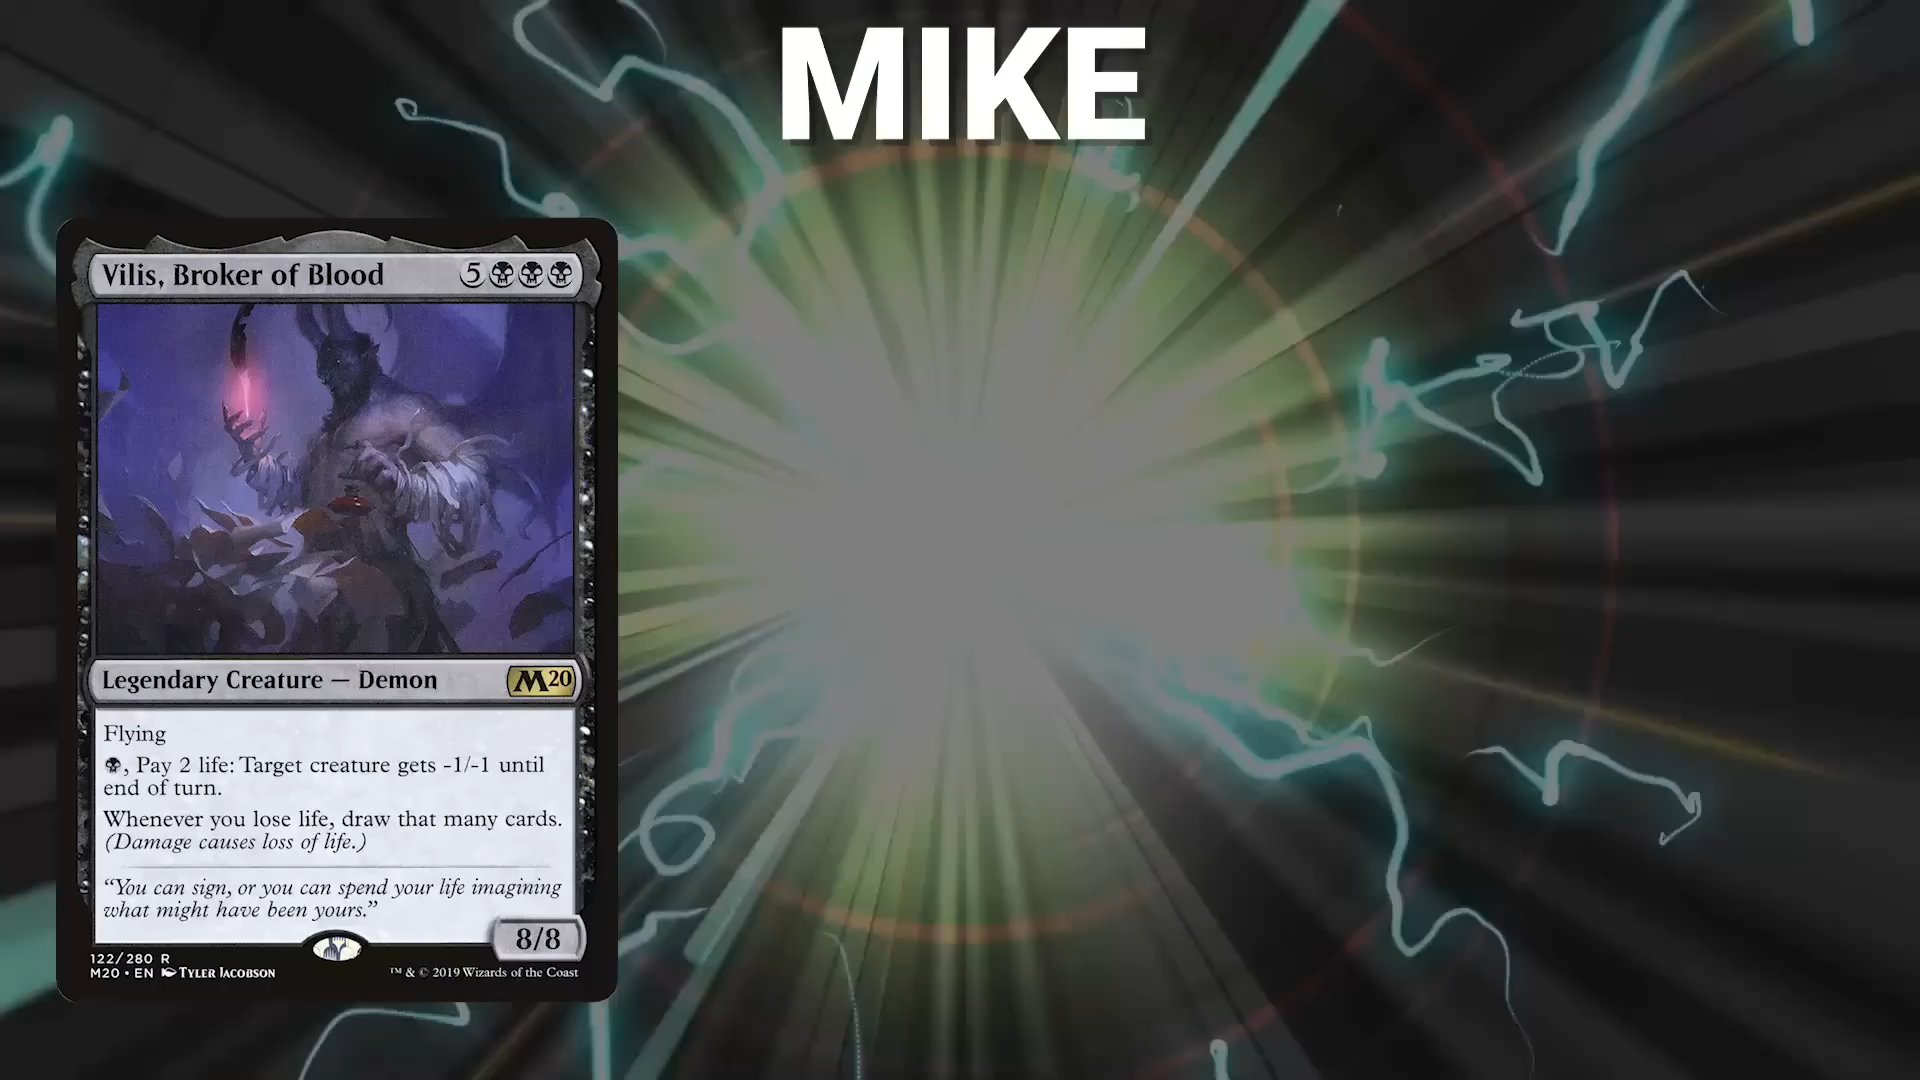 MIKE
Vilis, Broker of Blood 5
Legendary Creature — Demon M20
Flying
, Pay 2 life: Target creature gets -1/-1 until
end of turn.
Whenever you lose life, draw that many cards.
(Damage causes loss of life.)
“You can sign, or you can spend your life imagining
what might have been yours.”
8/8
122/280 R
M20 • EN Tyler Jacobson
™ & © 2019 Wizards of the Coast